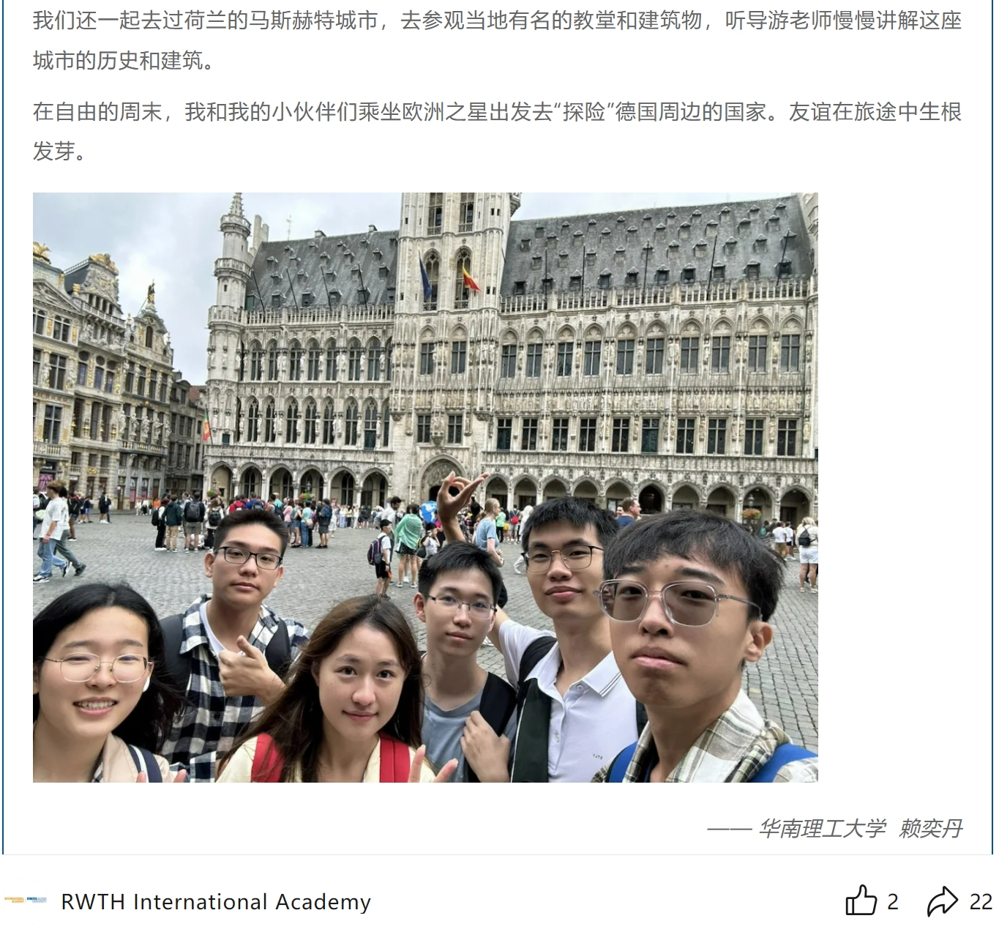 我们还一起去过荷兰的马斯赫特城市，去参观当地有名的教堂和建筑物，听导游老师慢慢讲解这座
城市的历史和建筑。
在自由的周末，我和我的小伙伴们乘坐欧洲之星出发去“探险”德国周边的国家。友谊在旅途中生根
发芽。
—— 华南理工大学 赖奕丹
RWTH International Academy
2
22